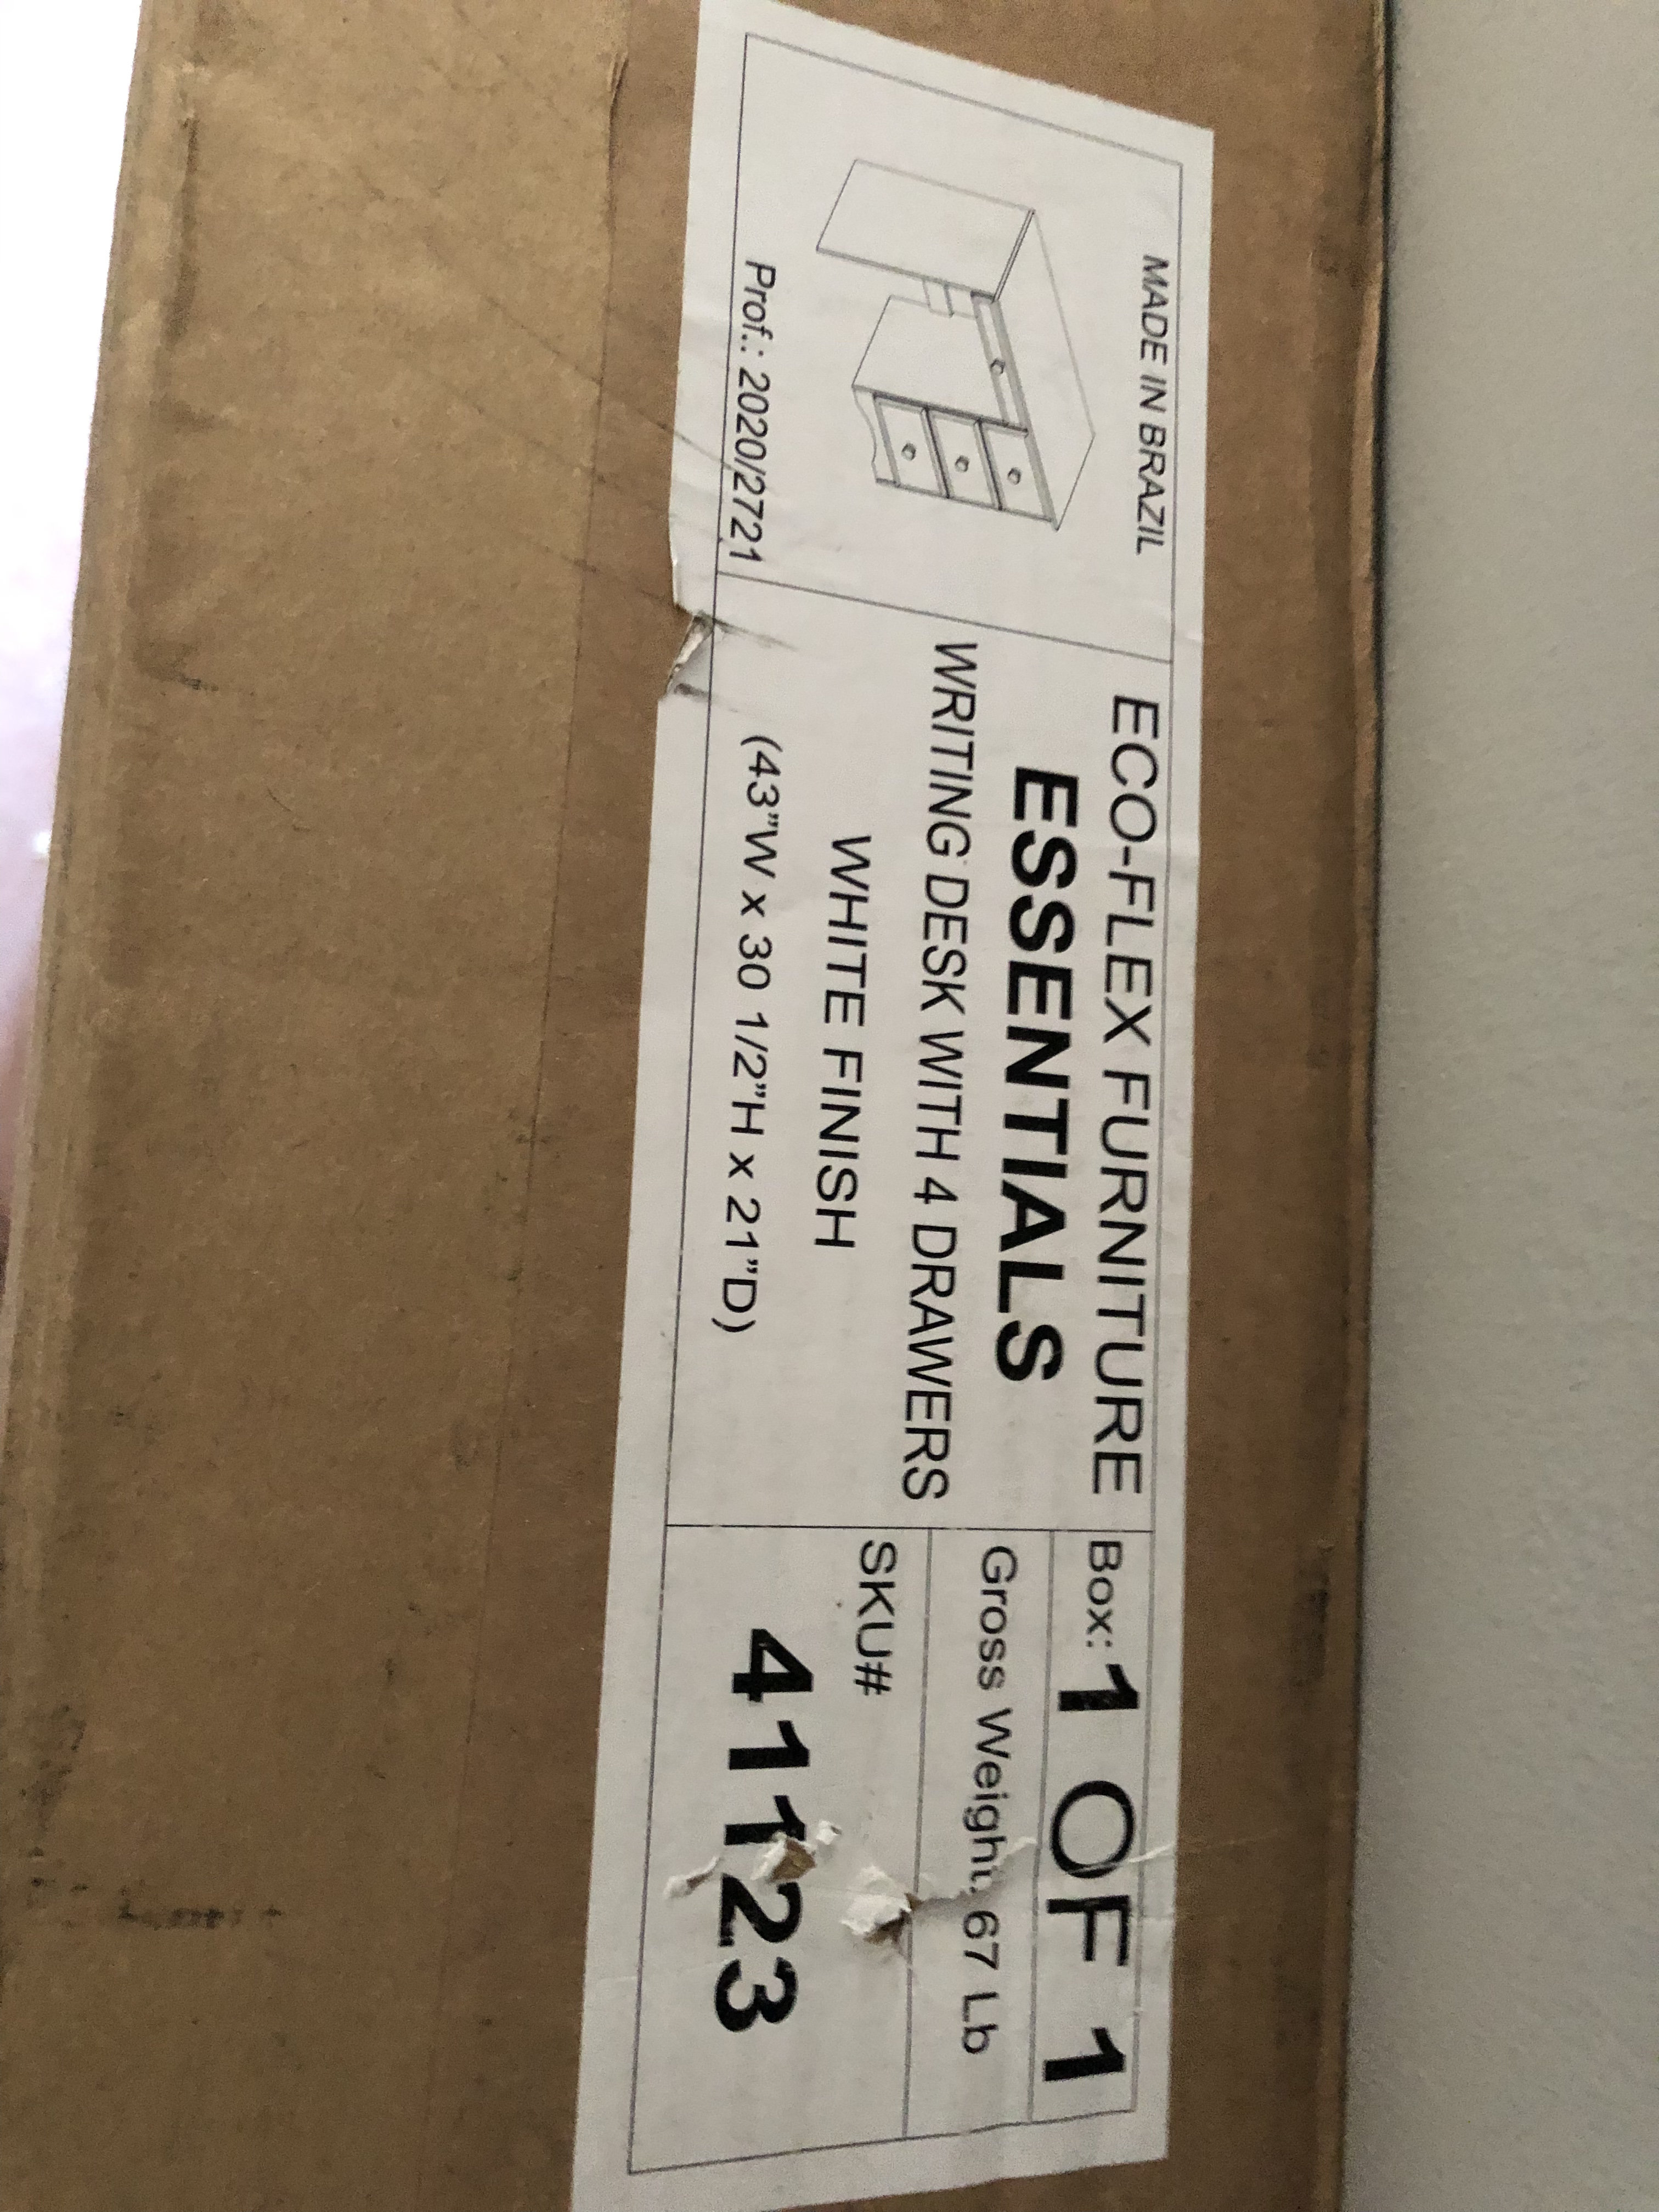 MADE IN BRAZIL
Prof.: 2020/2721
ECO-FLEX FURNITURE
ESSENTIALS
WRITING DESK WITH 4 DRAWERS
WHITE FINISH
(43"W x 30 1/2"H x 21"D)
Box: 1 OF 1
Gross Weight: 67 Lb
SKU#
41123